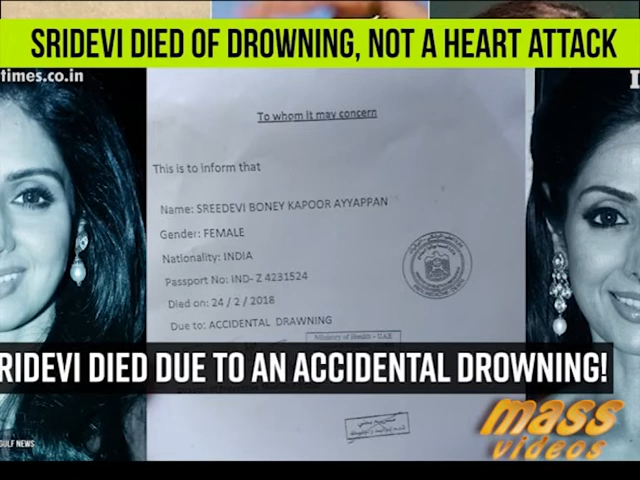 SRIDEVI DIED OF DROWNING, NOT A HEART ATTACK
times.co.in
To whom it may concern
This is to inform that
Name: SREEDEVI BONEY KAPOOR AYYAPPAN
Gender: FEMALE
Nationality: INDIA
Passport No: IND- Z 4231524
Died on: 24 / 2 / 2018
Due to: ACCIDENTAL DRAWNING
Ministry of Health - UAE
RIDEVI DIED DUE TO AN ACCIDENTAL DROWNING!
GULF NEWS
mass
videos